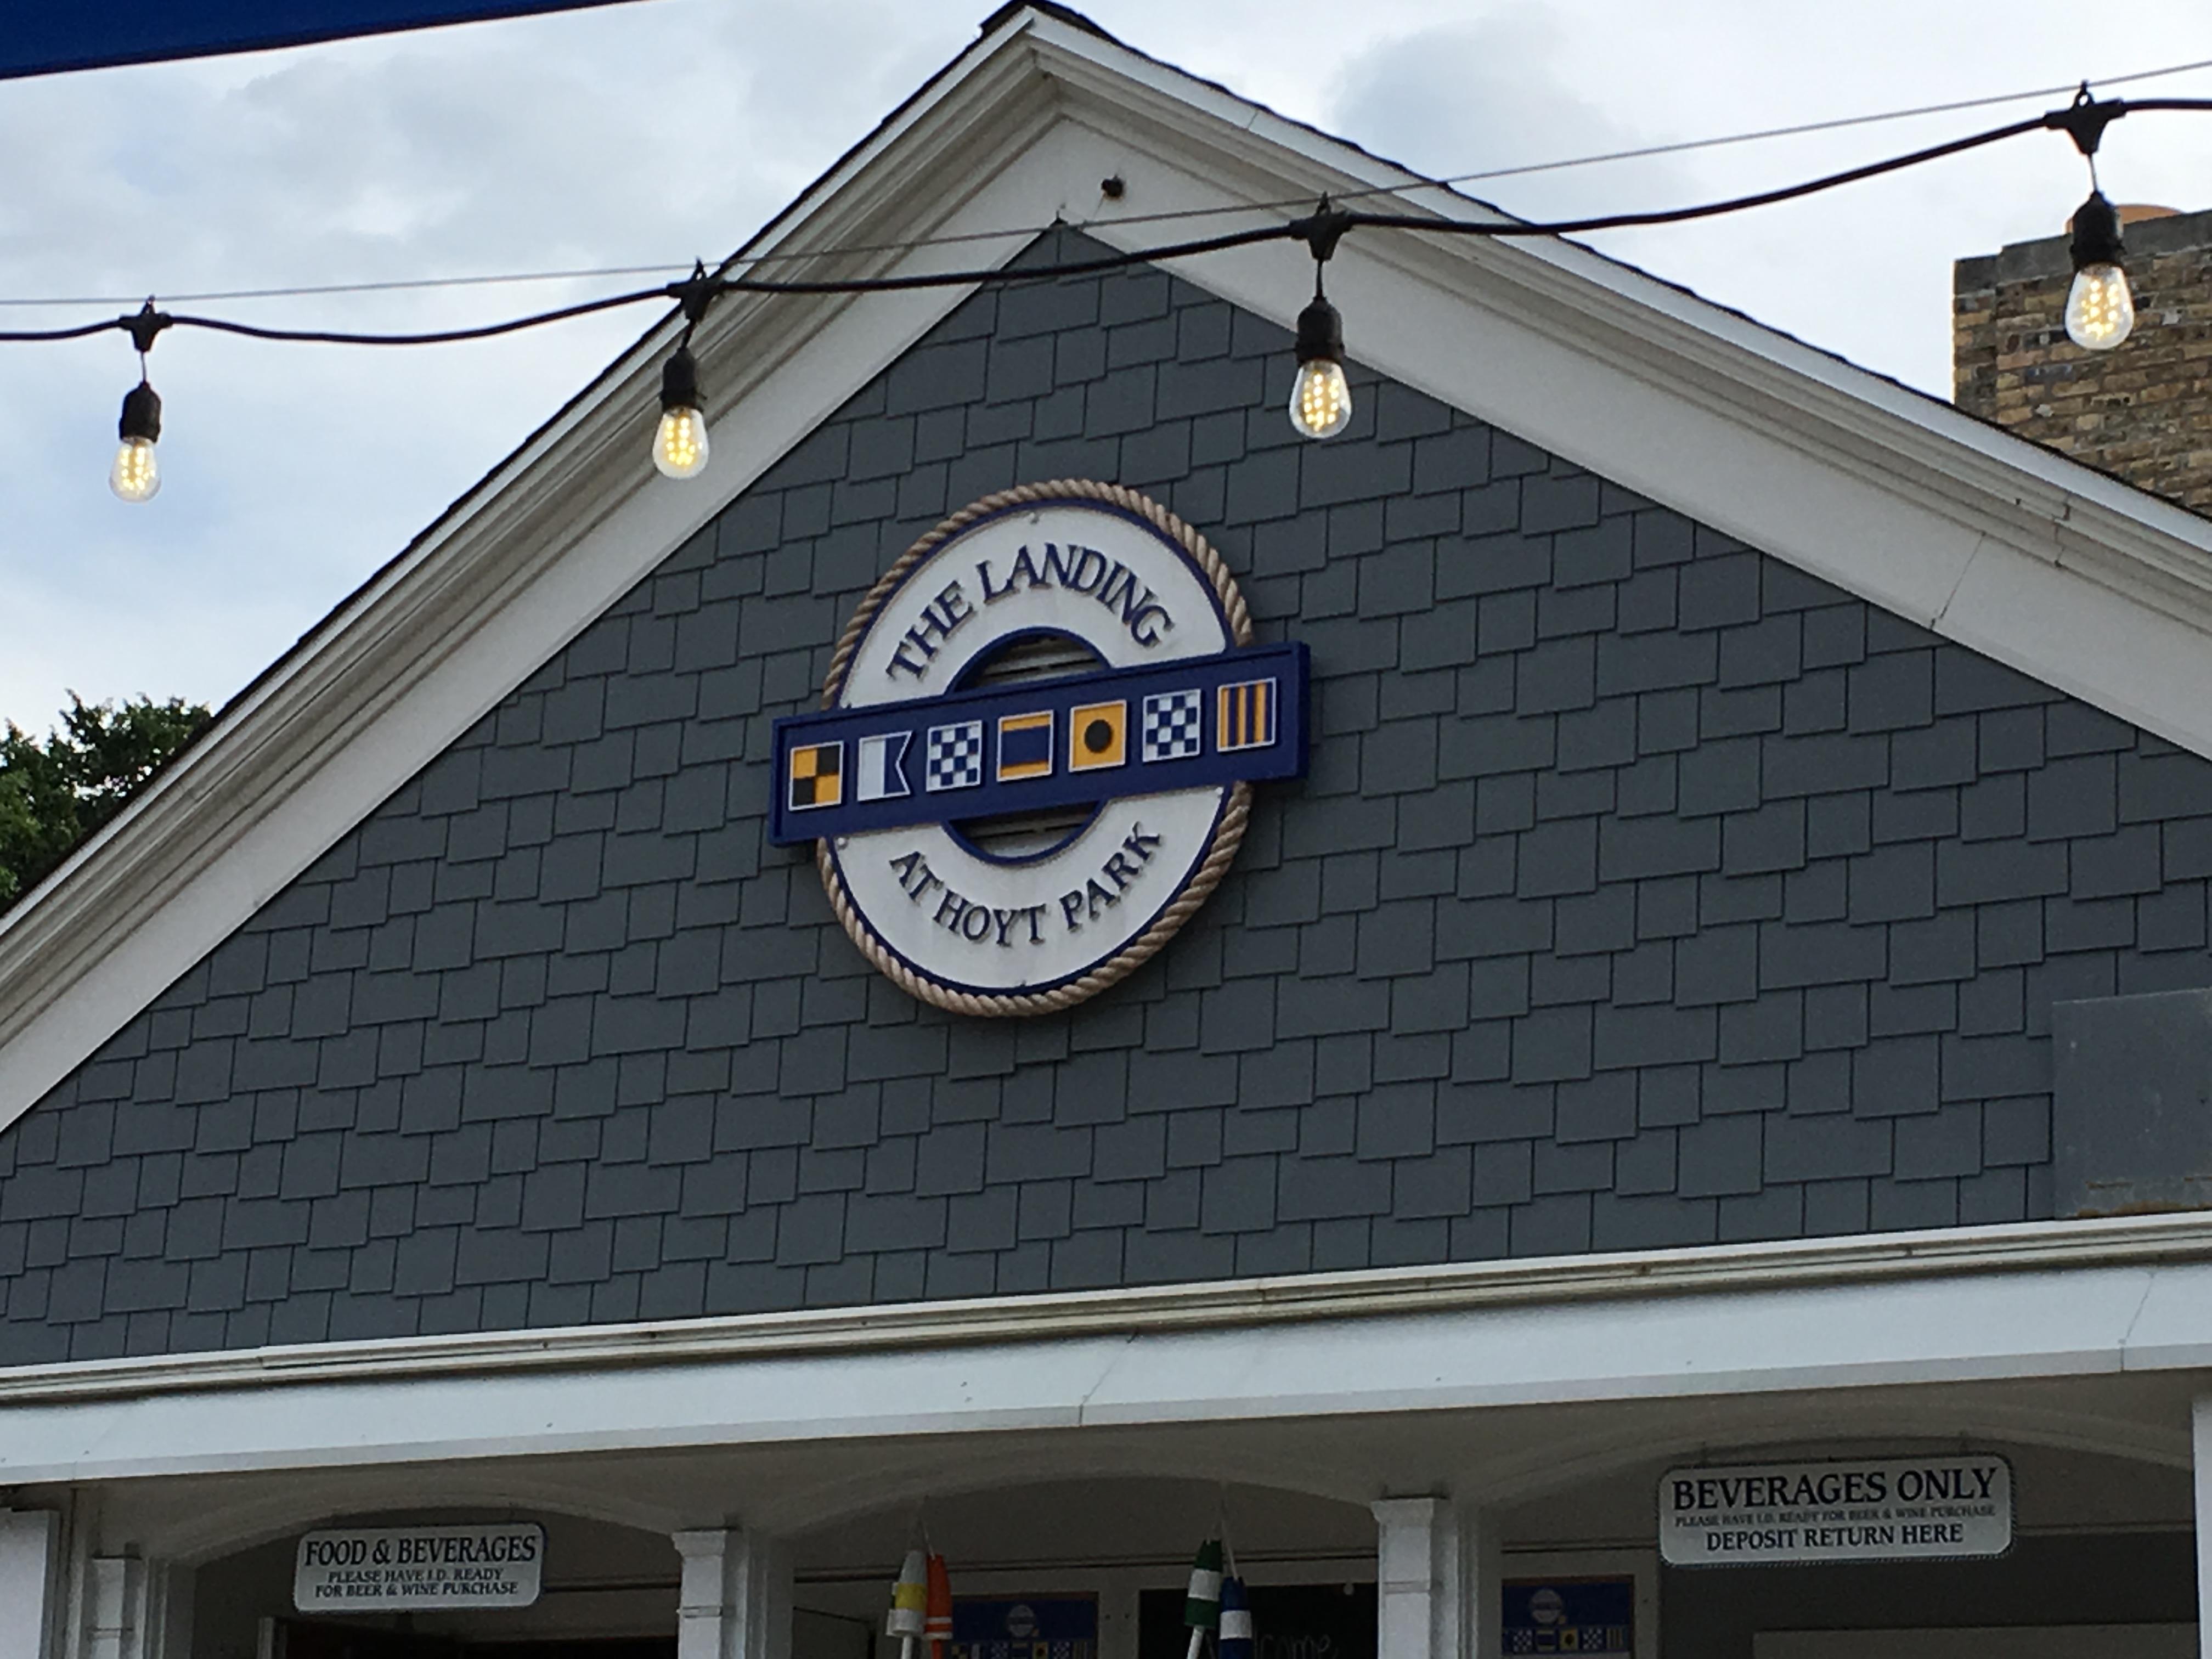 THE LANDING
AT HOYT PARK
FOOD & BEVERAGES
PLEASE HAVE I.D. READY
FOR BEER & WINE PURCHASE
BEVERAGES ONLY
PLEASE HAVE I.D. READY FOR BEER & WINE PURCHASE
DEPOSIT RETURN HERE